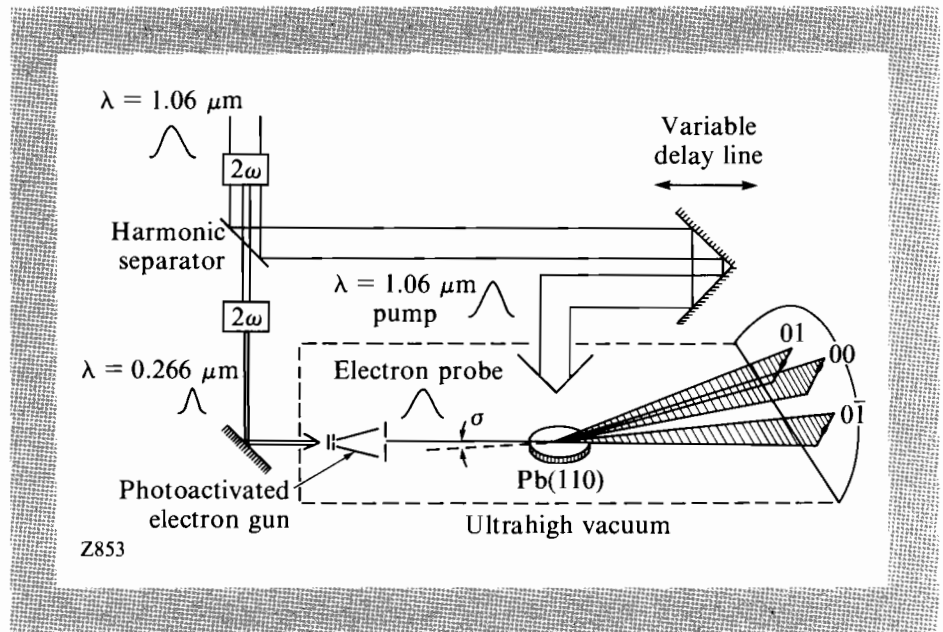 λ = 1.06 μm
2ω
Variable
delay line
Harmonic
separator
λ = 1.06 μm
pump
2ω
λ = 0.266 μm
Electron probe
σ
01
00
01̄
Pb(110)
Photoactivated
electron gun
Ultrahigh vacuum
Z853